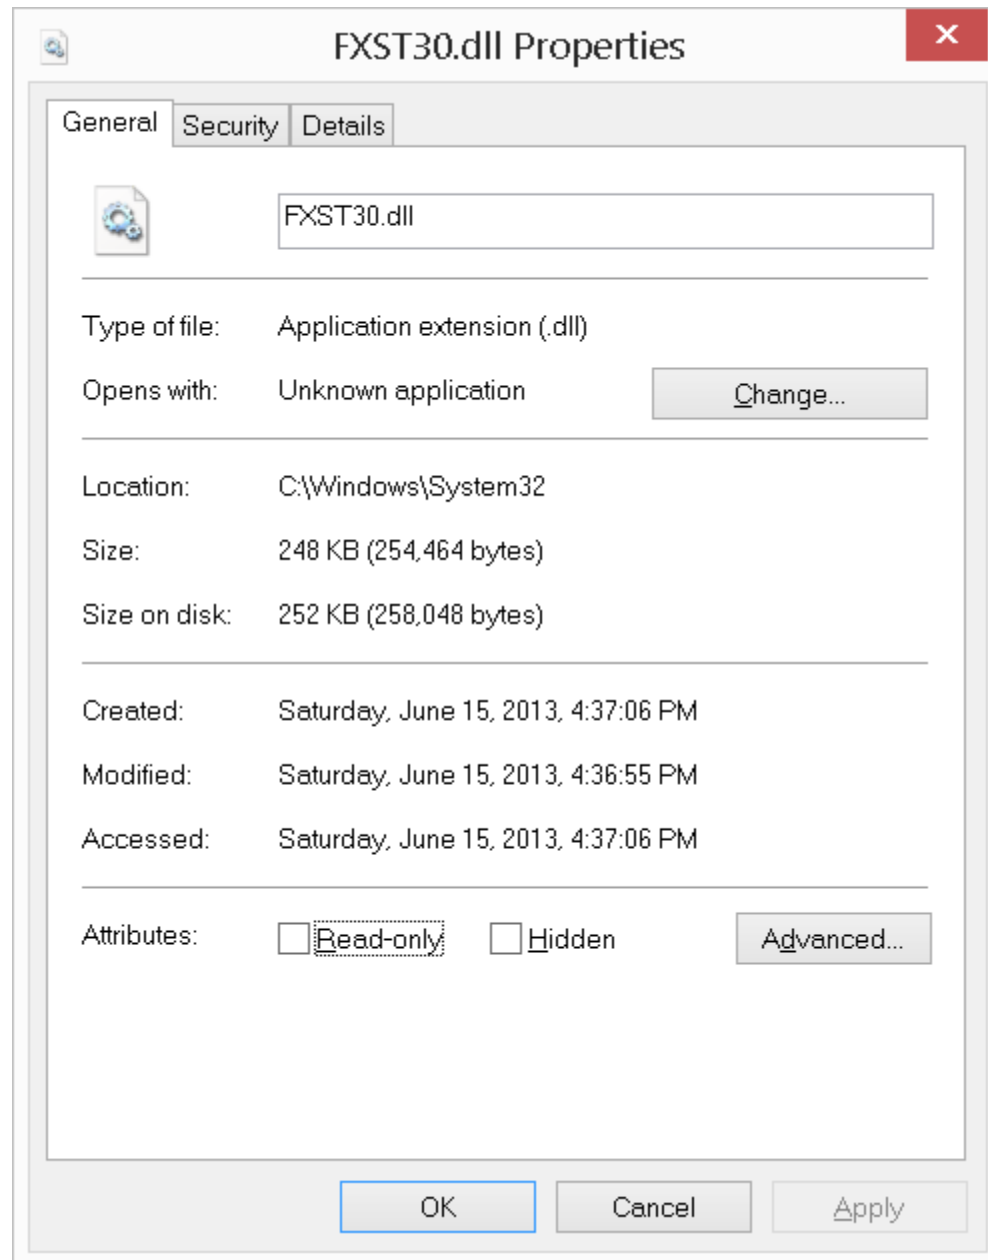 FXST30.dll Properties
General Security Details
FXST30.dll
Type of file: Application extension (.dll)
Opens with: Unknown application Change...
Location: C:\Windows\System32
Size: 248 KB (254,464 bytes)
Size on disk: 252 KB (258,048 bytes)
Created: Saturday, June 15, 2013, 4:37:06 PM
Modified: Saturday, June 15, 2013, 4:36:55 PM
Accessed: Saturday, June 15, 2013, 4:37:06 PM
Attributes: Read-only Hidden Advanced...
OK Cancel Apply